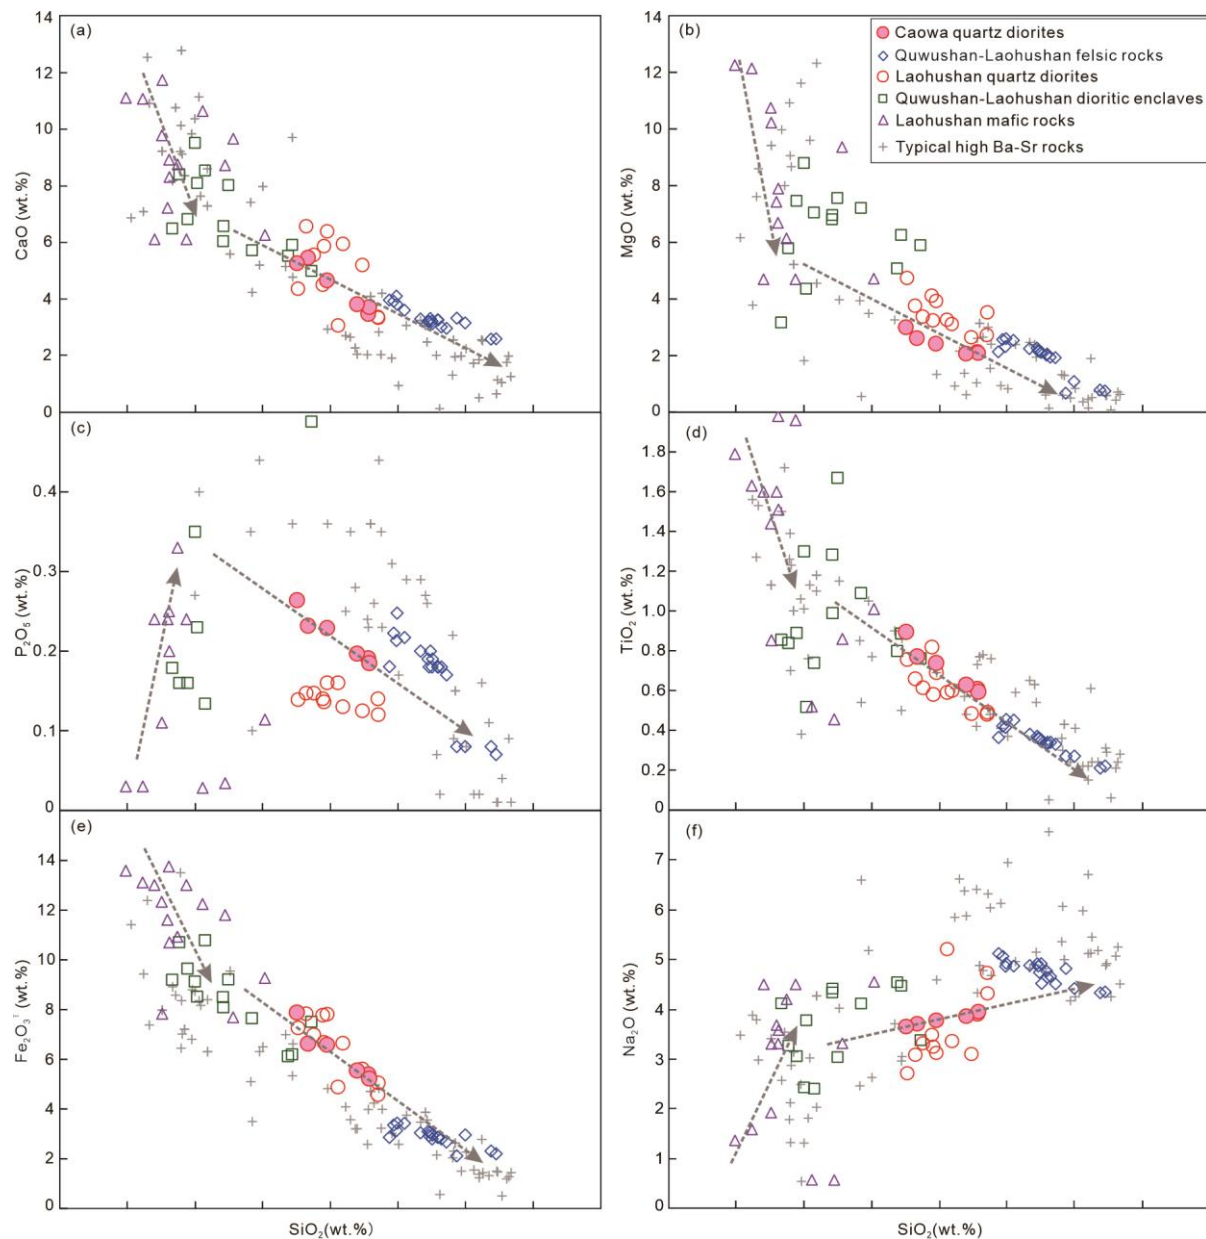 (a)
14
12
10
8
6
4
2
0
CaO (wt.%)
(b)
14
12
10
8
6
4
2
0
MgO (wt.%)
Caowa quartz diorites
Quwushan-Laohushan felsic rocks
Laohushan quartz diorites
Quwushan-Laohushan dioritic enclaves
Laohushan mafic rocks
Typical high Ba-Sr rocks
(c)
0.4
0.3
0.2
0.1
0
P₂O₅ (wt.%)
(d)
1.8
1.6
1.4
1.2
1.0
0.8
0.6
0.4
0.2
0
TiO₂ (wt.%)
(e)
14
12
10
8
6
4
2
0
Fe₂O₃ᵀ (wt.%)
SiO₂(wt.%)
(f)
7
6
5
4
3
2
1
0
Na₂O (wt.%)
SiO₂(wt.%)